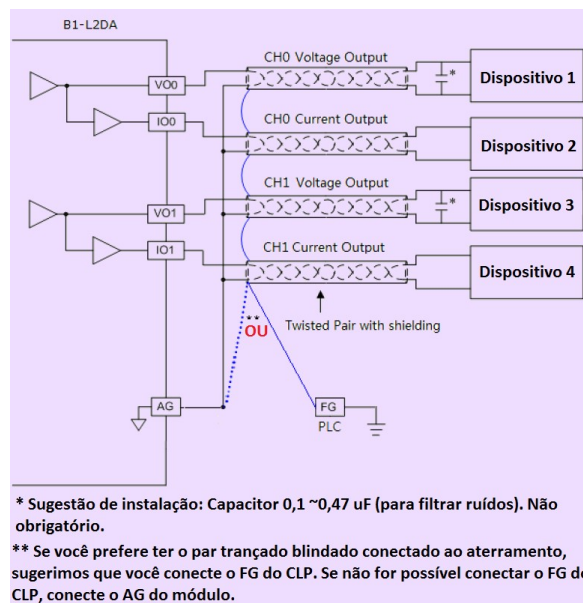 B1-L2DA
CH0 Voltage Output
VO0
*
Dispositivo 1
CH0 Current Output
IO0
Dispositivo 2
CH1 Voltage Output
VO1
*
Dispositivo 3
CH1 Current Output
IO1
Dispositivo 4
**
OU
Twisted Pair with shielding
AG
FG
PLC
* Sugestão de instalação: Capacitor 0,1 ~0,47 uF (para filtrar ruídos). Não
obrigatório.
** Se você prefere ter o par trançado blindado conectado ao aterramento,
sugerimos que você conecte o FG do CLP. Se não for possível conectar o FG do
CLP, conecte o AG do módulo.